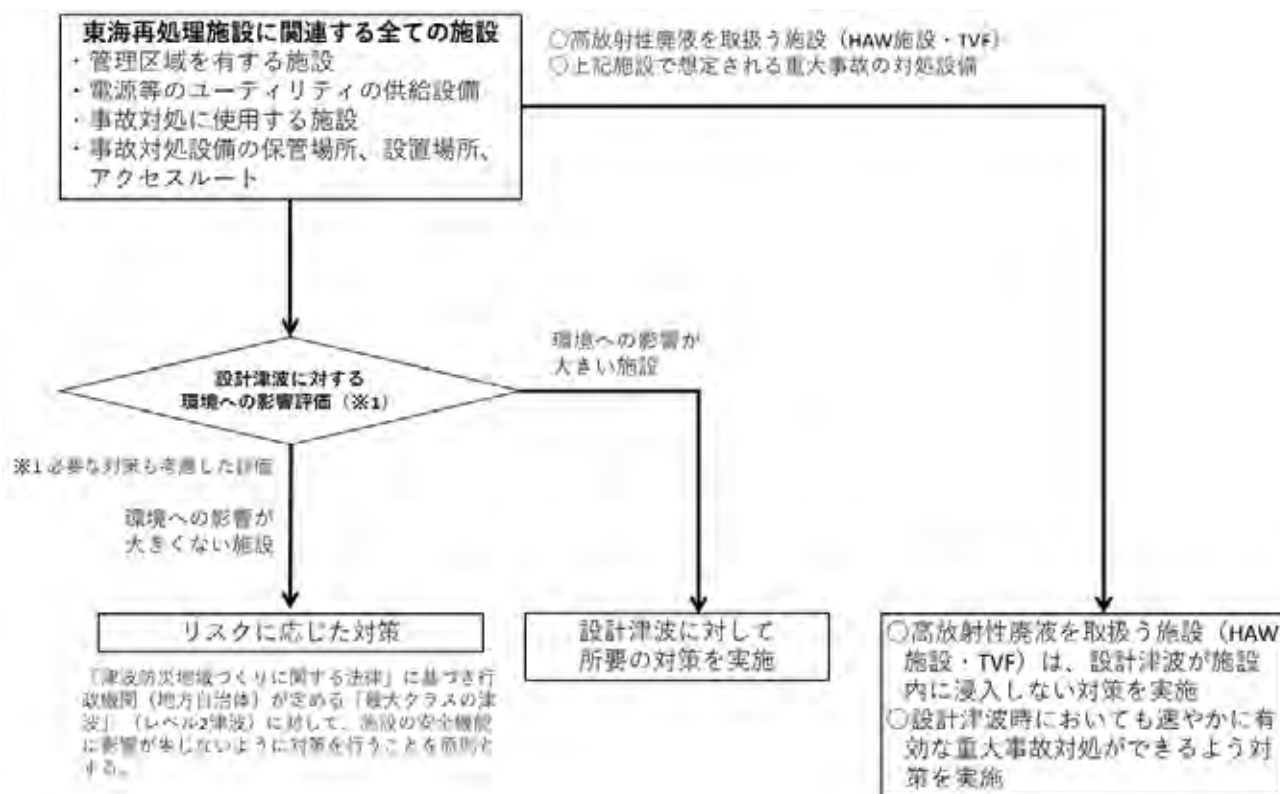 東海再処理施設に関連する全ての施設
・管理区域を有する施設
・電源等のユーティリティの供給設備
・事故対処に使用する施設
・事故対処設備の保管場所、設置場所、
アクセスルート
○高放射性廃液を取扱う施設（HAW施設・TVF）
○上記施設で想定される重大事故の対処設備
設計津波に対する
環境への影響評価（※1）
環境への影響が
大きい施設
※1 必要な対策も考慮した評価
環境への影響が
大きくない施設
リスクに応じた対策
「津波防災地域づくりに関する法律」に基づき行
政機関（地方自治体）が定める「最大クラスの津
波」（レベル2津波）に対して、施設の安全機能
に影響が生じないように対策を行うことを原則と
する。
設計津波に対して
所要の対策を実施
○高放射性廃液を取扱う施設（HAW
施設・TVF）は、設計津波が施設
内に浸入しない対策を実施
○設計津波時においても速やかに有
効な重大事故対処ができるよう対
策を実施